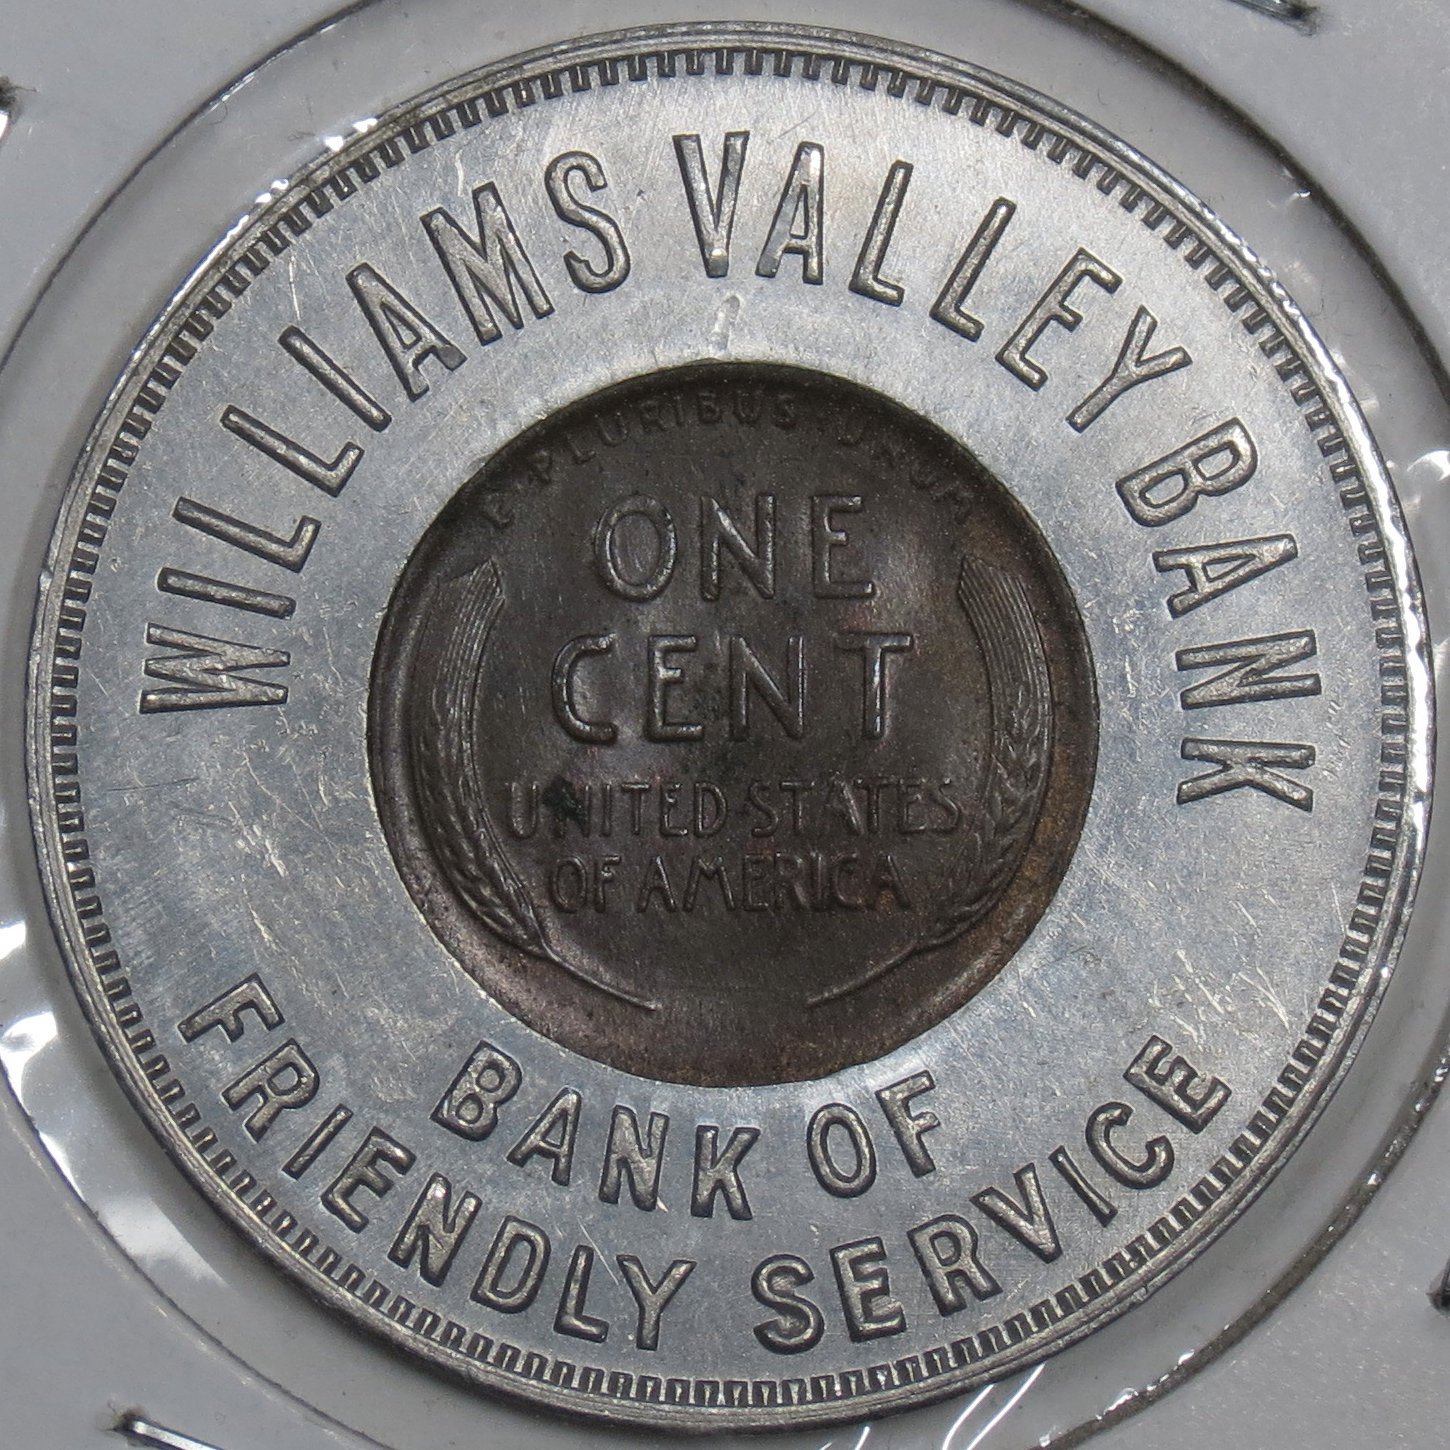 WILLIAMS VALLEY BANK
E·PLURIBUS·UNUM
ONE
CENT
UNITED STATES
OF AMERICA
BANK OF
FRIENDLY SERVICE